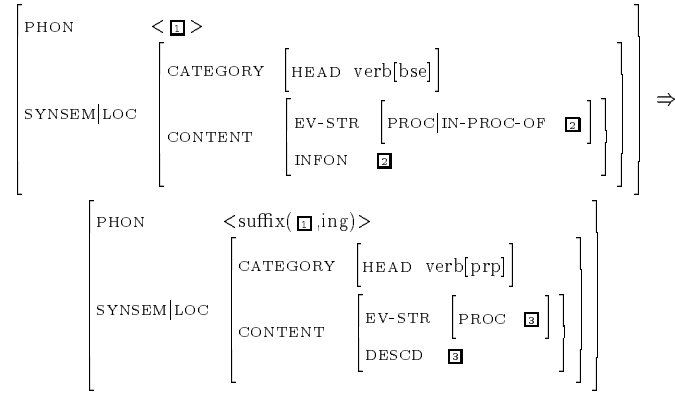 PHON < 1 >
CATEGORY [HEAD verb[bse]]
SYNSEM|LOC
EV-STR [PROC|IN-PROC-OF 2]
CONTENT
INFON 2
⇒
PHON <suffix( 1 ,ing)>
CATEGORY [HEAD verb[prp]]
SYNSEM|LOC
EV-STR [PROC 3]
CONTENT
DESCD 3